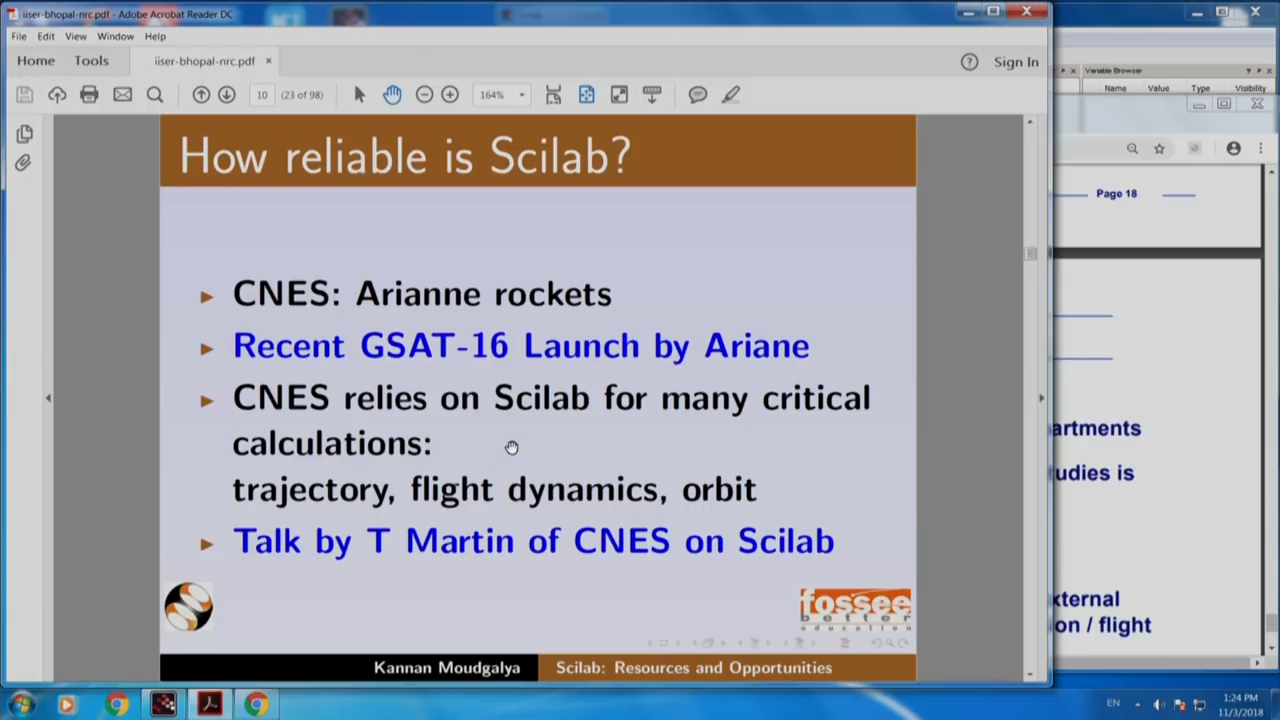 iiser-bhopal-nrc.pdf - Adobe Acrobat Reader DC
File Edit View Window Help
Home Tools iiser-bhopal-nrc.pdf × Sign In
10 (23 of 98) 164%
How reliable is Scilab?
CNES: Arianne rockets
Recent GSAT-16 Launch by Ariane
CNES relies on Scilab for many critical
calculations:
trajectory, flight dynamics, orbit
Talk by T Martin of CNES on Scilab
fossee
better
education
Kannan Moudgalya Scilab: Resources and Opportunities
Variable Browser
Name Value Type Visibility
Page 18
artments
udies is
xternal
on / flight
EN 1:24 PM
11/3/2018